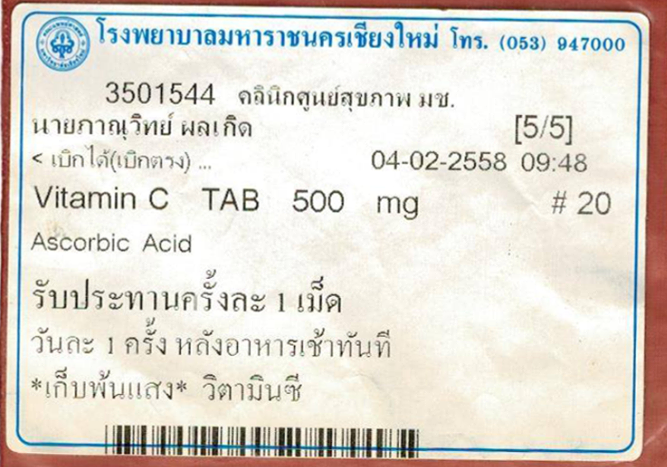 โรงพยาบาลมหาราชนครเชียงใหม่ โทร. (053) 947000
3501544 คลินิกศูนย์สุขภาพ มช.
นายภาณุวิทย์ ผลเกิด [5/5]
< เบิกได้(เบิกตรง) ... 04-02-2558 09:48
Vitamin C TAB 500 mg # 20
Ascorbic Acid
รับประทานครั้งละ 1 เม็ด
วันละ 1 ครั้ง หลังอาหารเช้าทันที
*เก็บพ้นแสง* วิตามินซี